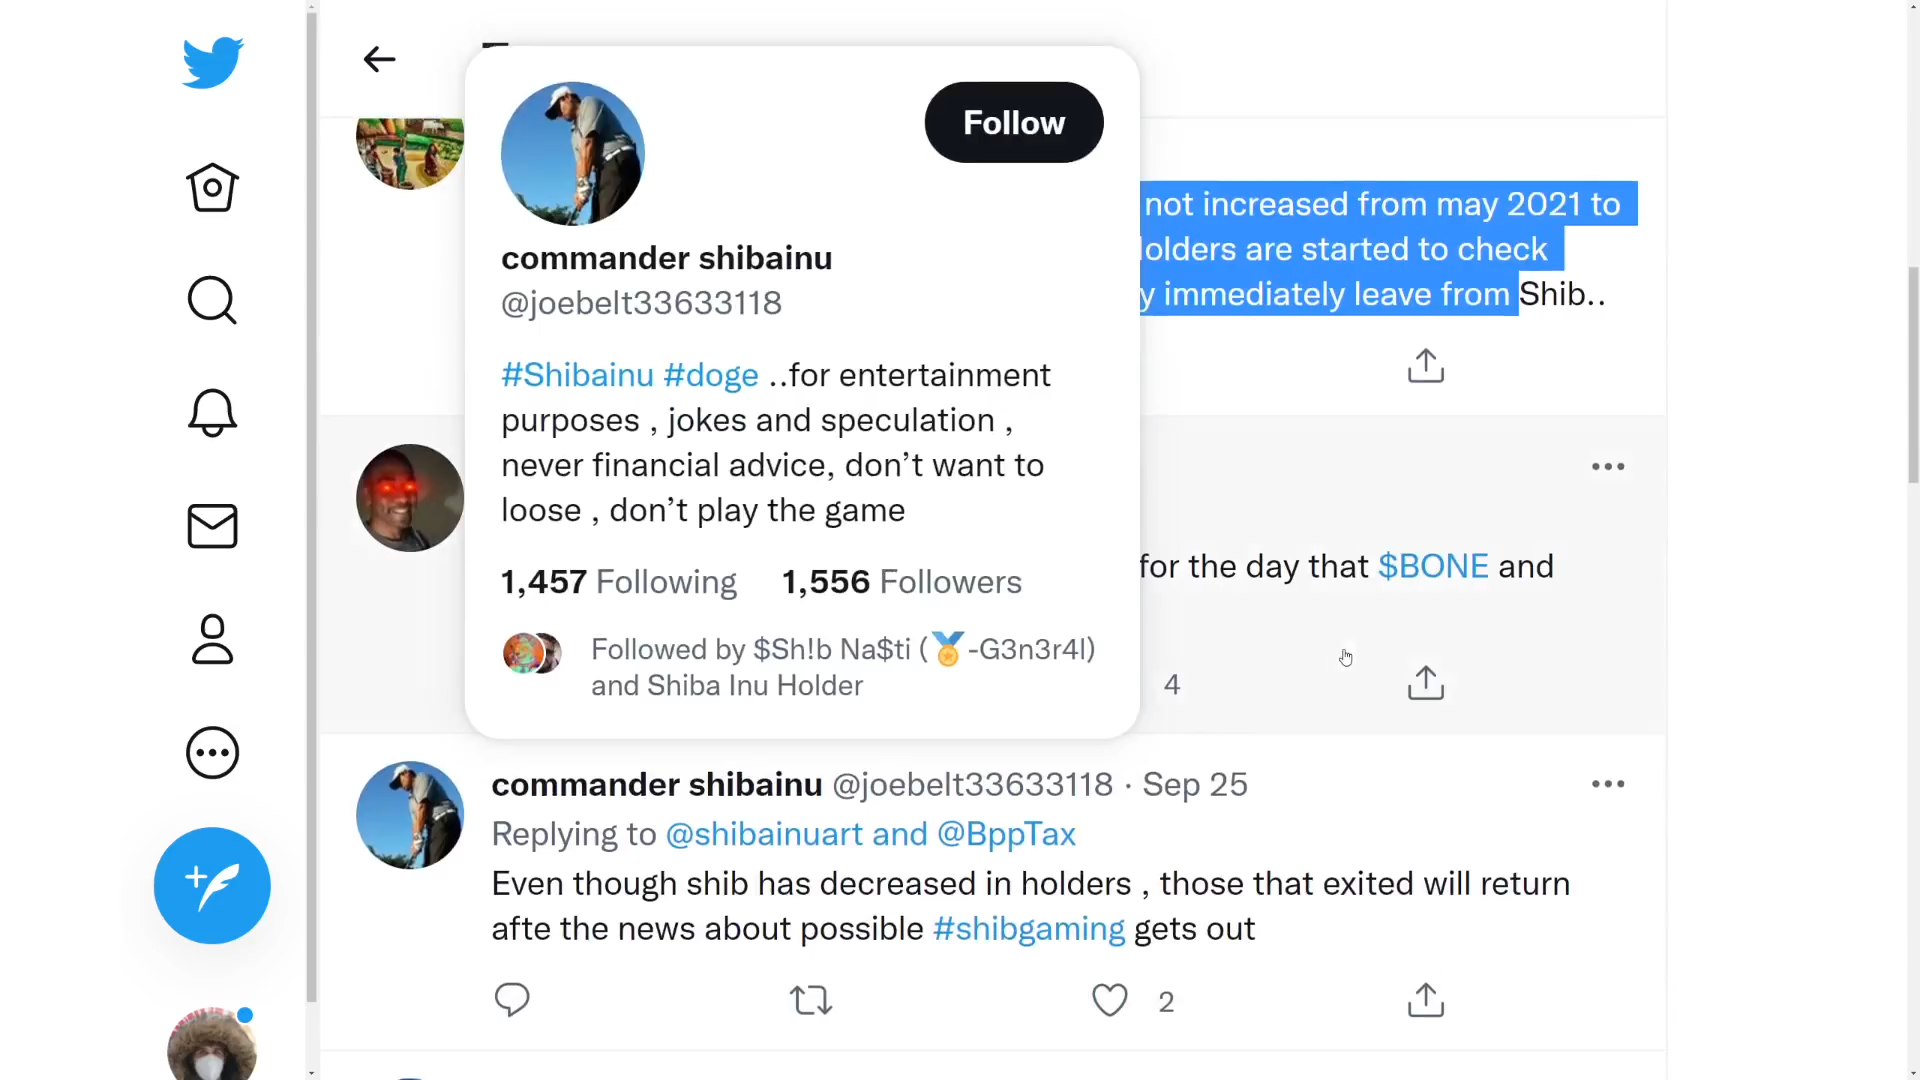 Follow
commander shibainu
@joebelt33633118
#Shibainu #doge ..for entertainment
purposes , jokes and speculation ,
never financial advice, don’t want to
loose , don’t play the game
1,457 Following 1,556 Followers
Followed by $Sh!b Na$ti (🏅-G3n3r4l)
and Shiba Inu Holder
not increased from may 2021 to
olders are started to check
y immediately leave from Shib..
for the day that $BONE and
4
commander shibainu @joebelt33633118 · Sep 25
Replying to @shibainuart and @BppTax
Even though shib has decreased in holders , those that exited will return
afte the news about possible #shibgaming gets out
2